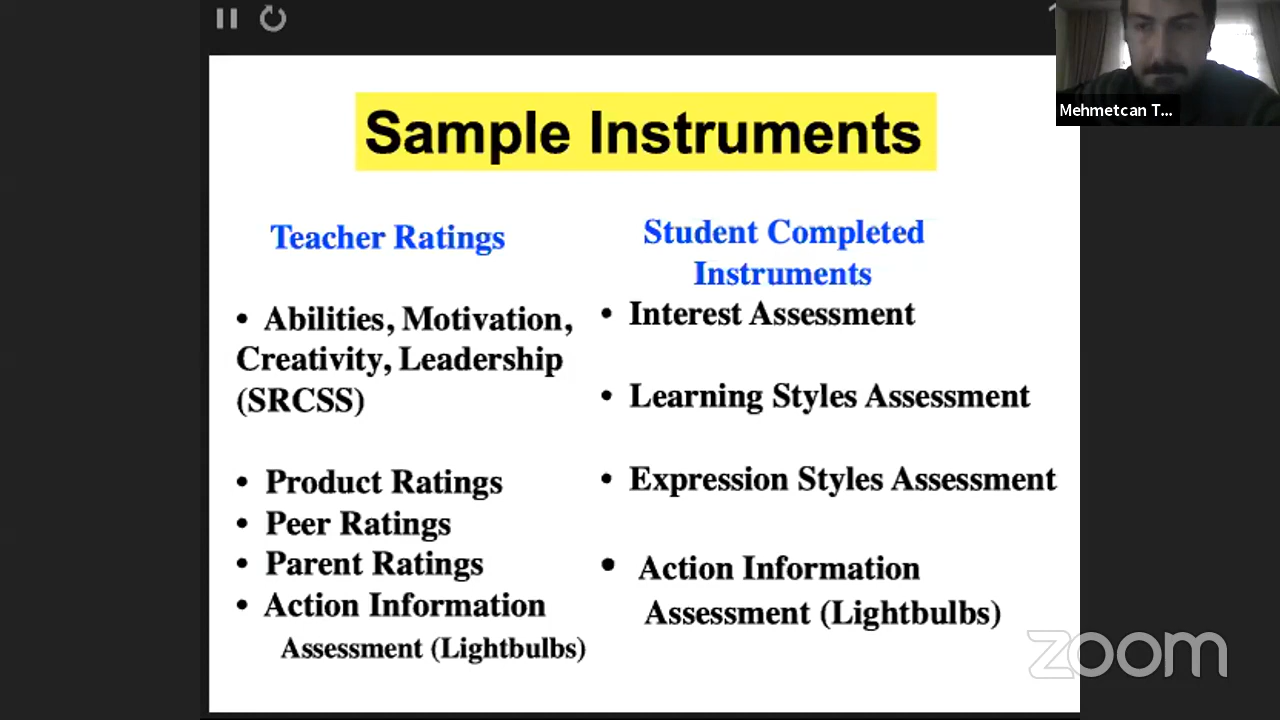 Sample Instruments
Teacher Ratings
• Abilities, Motivation,
Creativity, Leadership
(SRCSS)
• Product Ratings
• Peer Ratings
• Parent Ratings
• Action Information
Assessment (Lightbulbs)
Student Completed
Instruments
• Interest Assessment
• Learning Styles Assessment
• Expression Styles Assessment
• Action Information
Assessment (Lightbulbs)
Mehmetcan T...
zoom